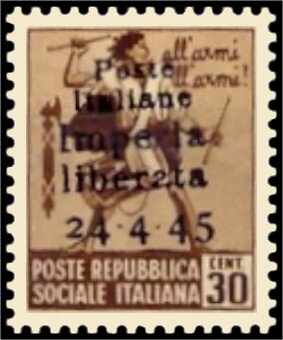 all'armi
all'armi!
Poste
Italiane
Imperia
liberata
24·4·45
POSTE REPUBBLICA
SOCIALE ITALIANA
CENT.
30